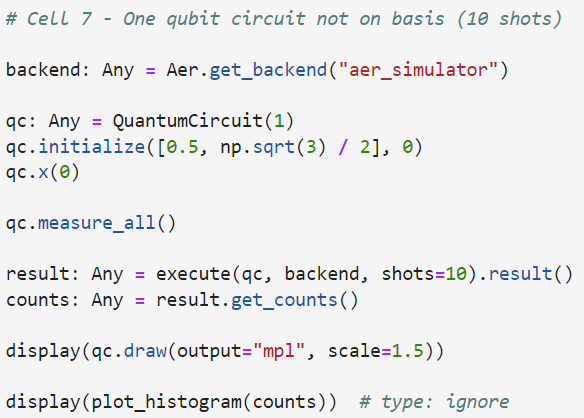 # Cell 7 - One qubit circuit not on basis (10 shots)
backend: Any = Aer.get_backend("aer_simulator")
qc: Any = QuantumCircuit(1)
qc.initialize([0.5, np.sqrt(3) / 2], 0)
qc.x(0)
qc.measure_all()
result: Any = execute(qc, backend, shots=10).result()
counts: Any = result.get_counts()
display(qc.draw(output="mpl", scale=1.5))
display(plot_histogram(counts))  # type: ignore